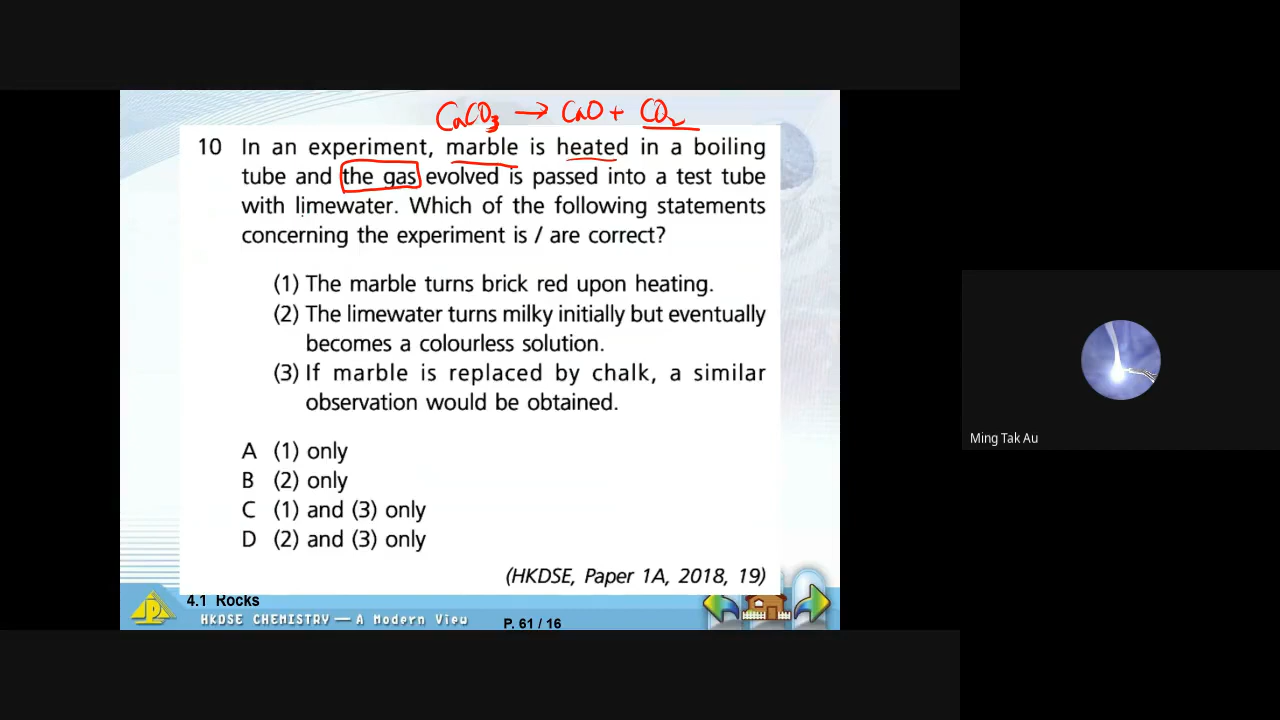 CaCO₃ → CaO + CO₂
10 In an experiment, marble is heated in a boiling
tube and the gas evolved is passed into a test tube
with limewater. Which of the following statements
concerning the experiment is / are correct?
(1) The marble turns brick red upon heating.
(2) The limewater turns milky initially but eventually
becomes a colourless solution.
(3) If marble is replaced by chalk, a similar
observation would be obtained.
A (1) only
B (2) only
C (1) and (3) only
D (2) and (3) only
(HKDSE, Paper 1A, 2018, 19)
4.1 Rocks
HKDSE CHEMISTRY — A Modern View
P. 61 / 16
Ming Tak Au